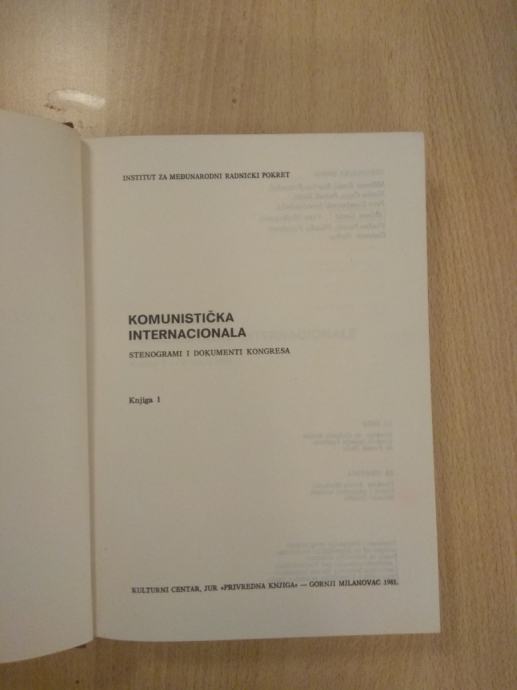 INSTITUT ZA MEĐUNARODNI RADNICKI POKRET
KOMUNISTIČKA
INTERNACIONALA
STENOGRAMI I DOKUMENTI KONGRESA
Knjiga 1
KULTURNI CENTAR, JUR »PRIVREDNA KNJIGA« — GORNJI MILANOVAC 1981.